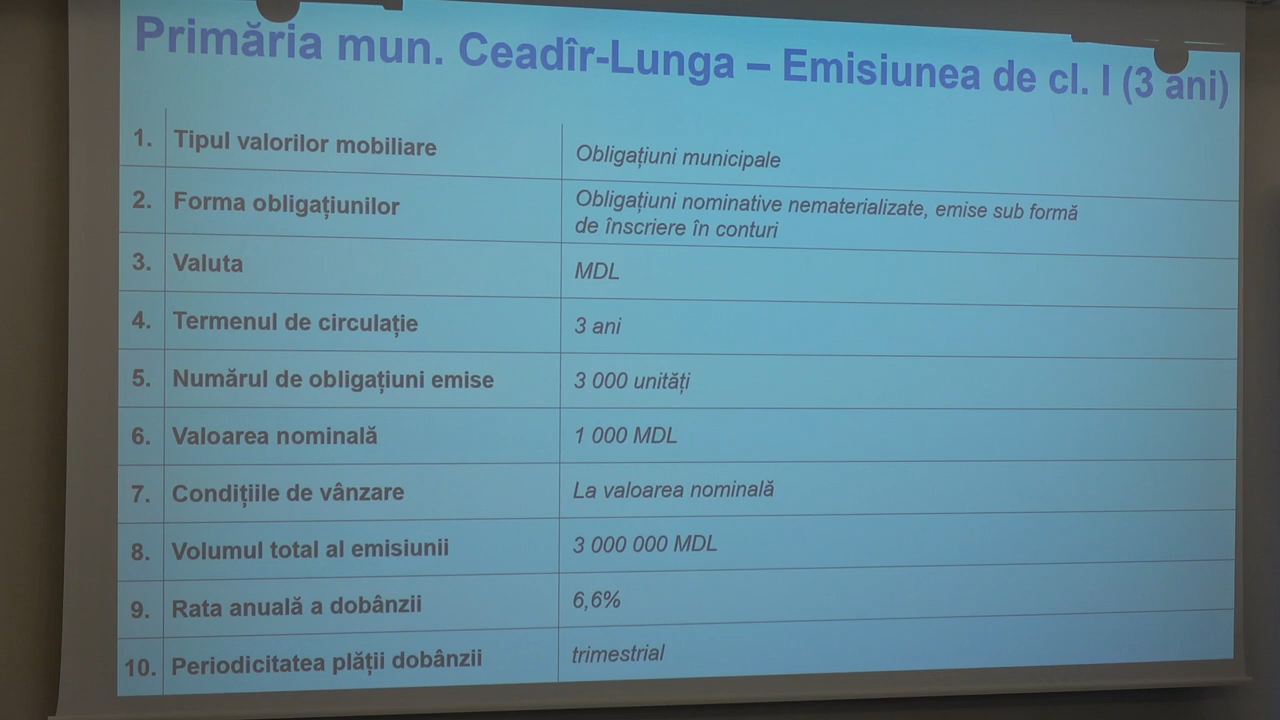 Primăria mun. Ceadîr-Lunga – Emisiunea de cl. I (3 ani)
1. Tipul valorilor mobiliare Obligațiuni municipale
2. Forma obligațiunilor Obligațiuni nominative nematerializate, emise sub formă
de înscriere în conturi
3. Valuta MDL
4. Termenul de circulație 3 ani
5. Numărul de obligațiuni emise 3 000 unități
6. Valoarea nominală 1 000 MDL
7. Condițiile de vânzare La valoarea nominală
8. Volumul total al emisiunii 3 000 000 MDL
9. Rata anuală a dobânzii 6,6%
10. Periodicitatea plății dobânzii trimestrial